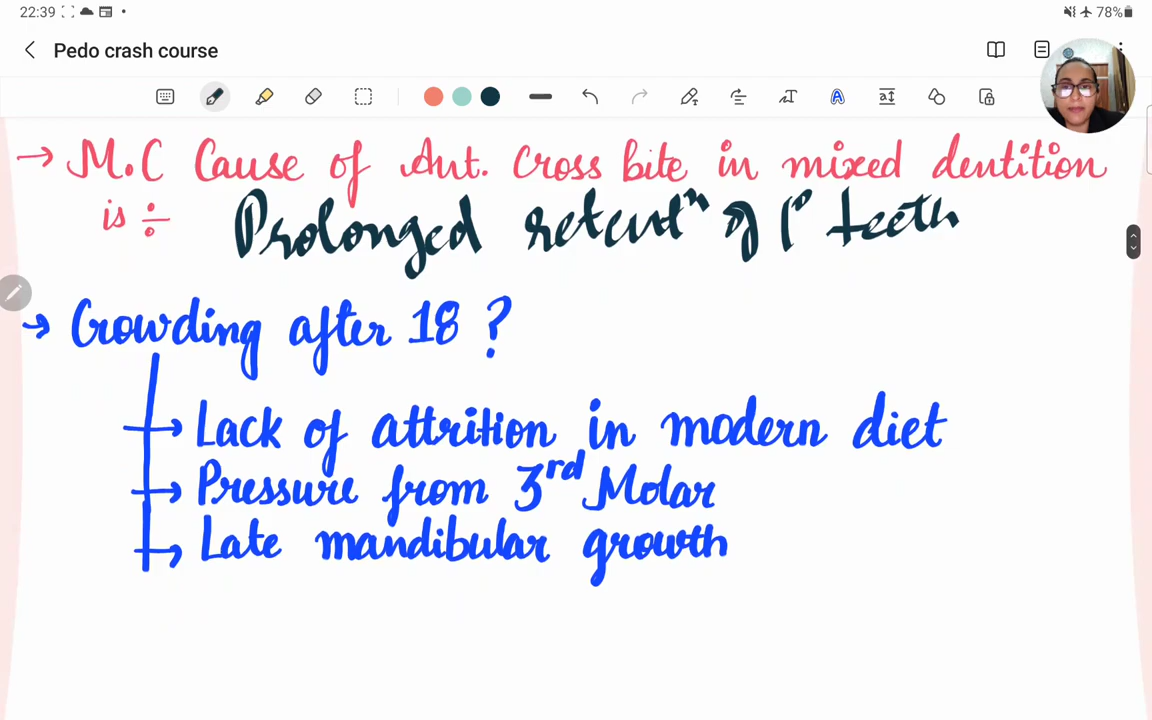 22:39
78%
Pedo crash course
→ M.C Cause of Ant. Cross bite in mixed dentition
is ÷ Prolonged retentⁿ of 1° teeth
→ Crowding after 18 ?
→ Lack of attrition in modern diet
→ Pressure from 3rd Molar
→ Late mandibular growth